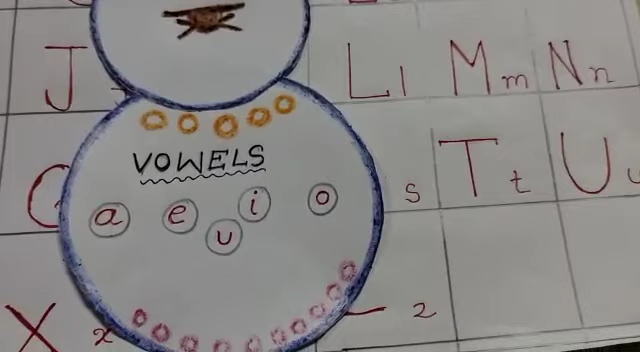 J L l M m N n
VOWELS
s T t U
a e i o
u
X x z